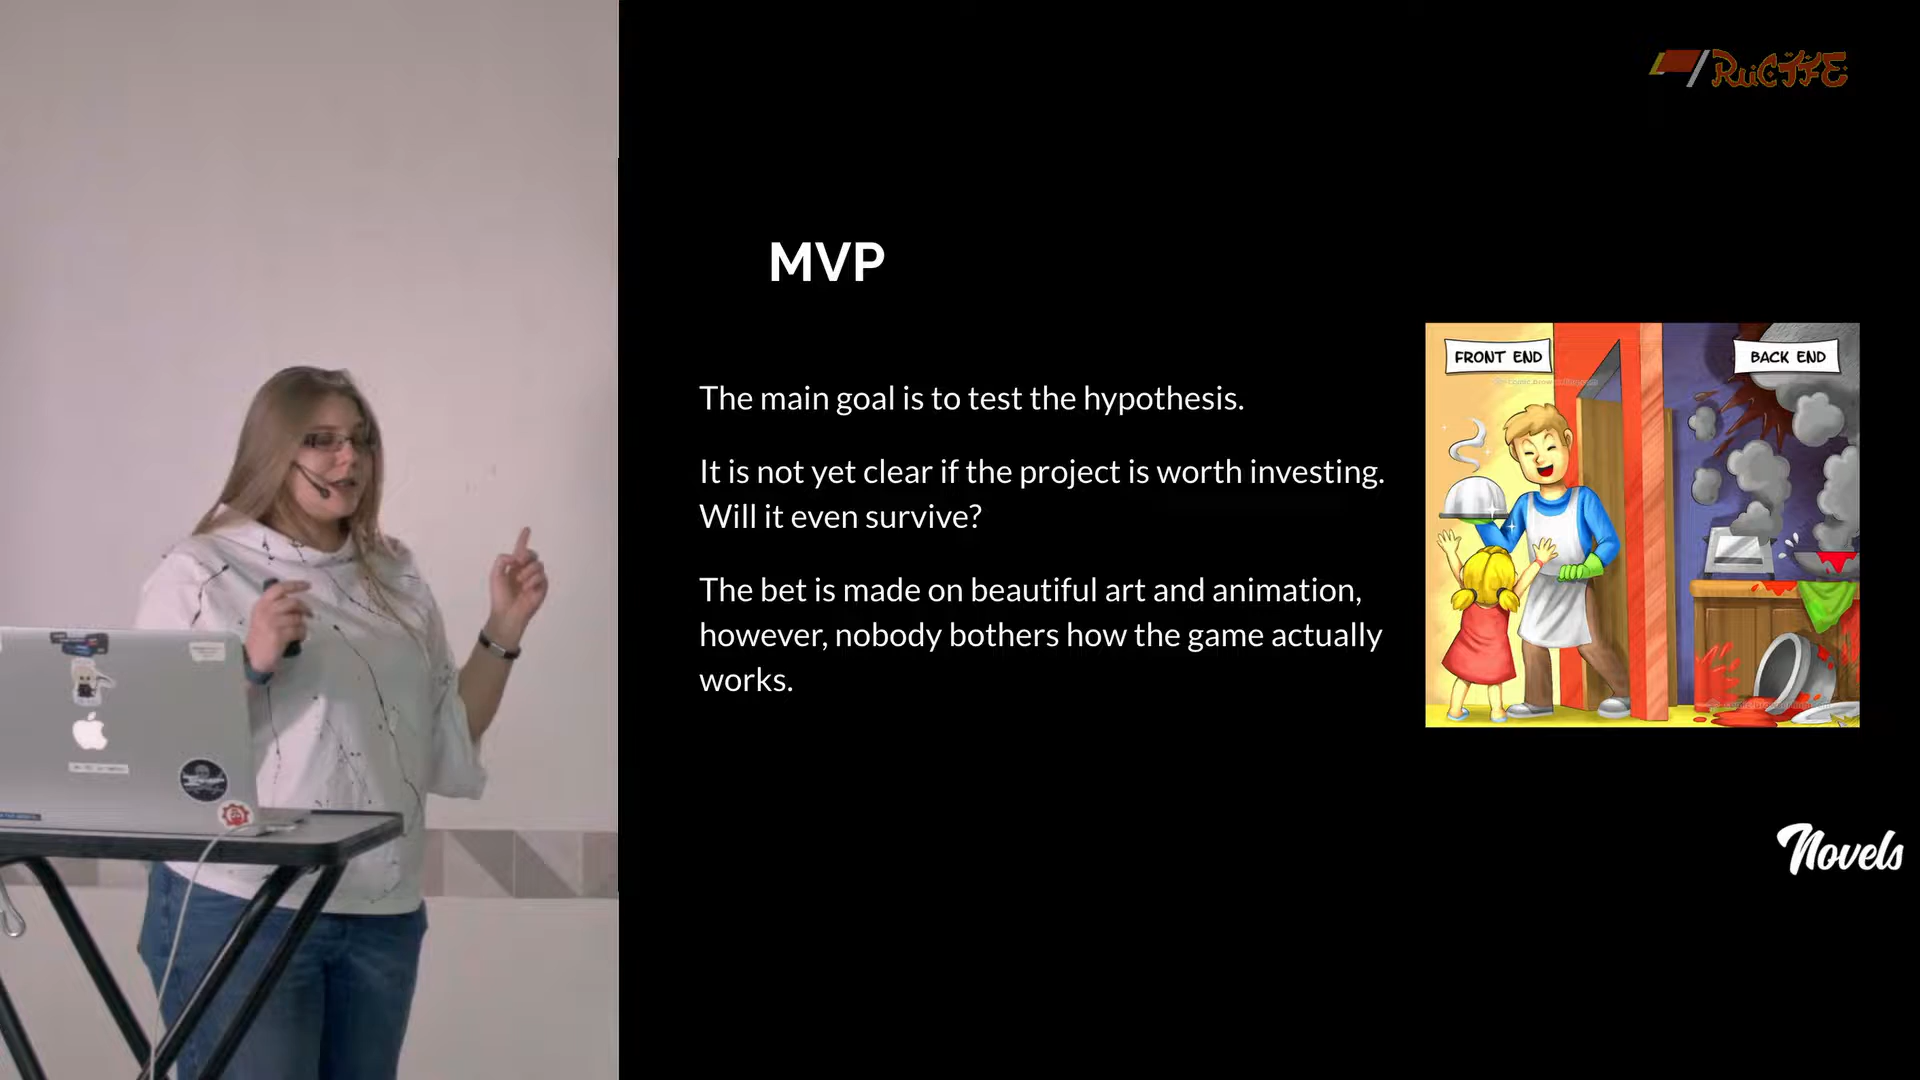 RuCTFE
MVP
FRONT END
BACK END
The main goal is to test the hypothesis.
It is not yet clear if the project is worth investing.
Will it even survive?
The bet is made on beautiful art and animation,
however, nobody bothers how the game actually
works.
Novels